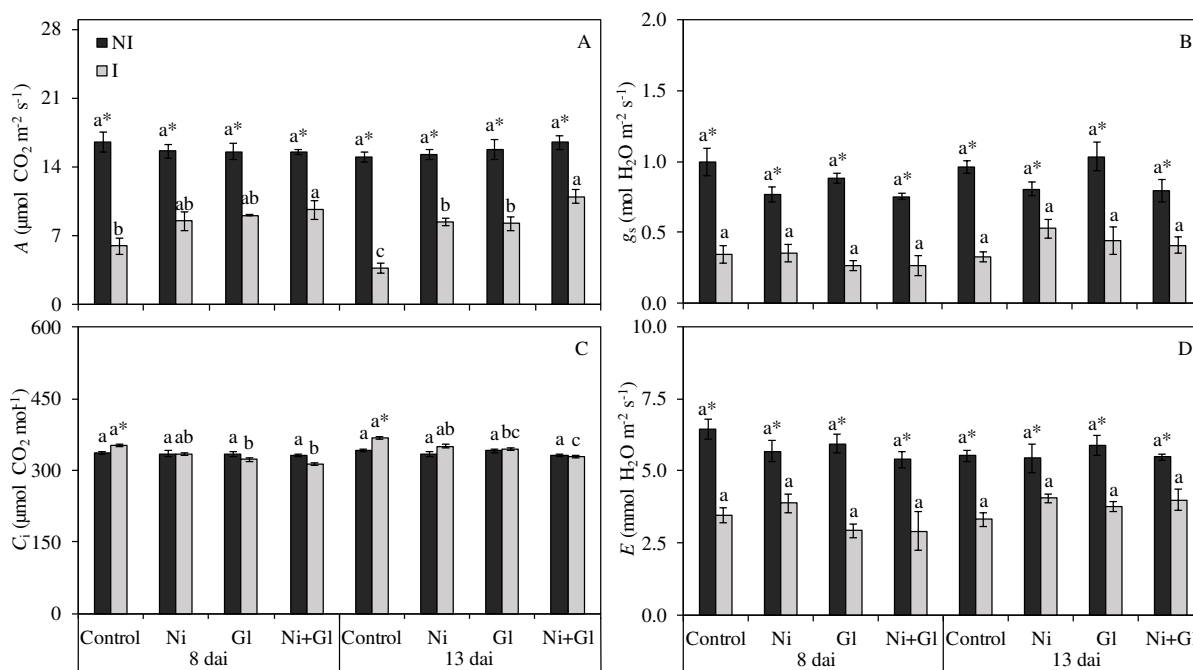 28
21
14
7
0
A (µmol CO2 m-2 s-1)
NI
I
A
a* a* a* a* a* a* a* a*
b ab ab a c b b a
2.0
1.5
1.0
0.5
0.0
gs (mol H2O m-2 s-1)
B
a* a* a* a* a* a* a* a*
a a a a a a a a
600
450
300
150
0
Ci (µmol CO2 mol-1)
C
a a* a ab a b a b a a* a ab a bc a c
Control Ni Gl Ni+Gl Control Ni Gl Ni+Gl
8 dai 13 dai
10.0
7.5
5.0
2.5
0.0
E (mmol H2O m-2 s-1)
D
a* a* a* a* a* a* a* a*
a a a a a a a a
Control Ni Gl Ni+Gl Control Ni Gl Ni+Gl
8 dai 13 dai